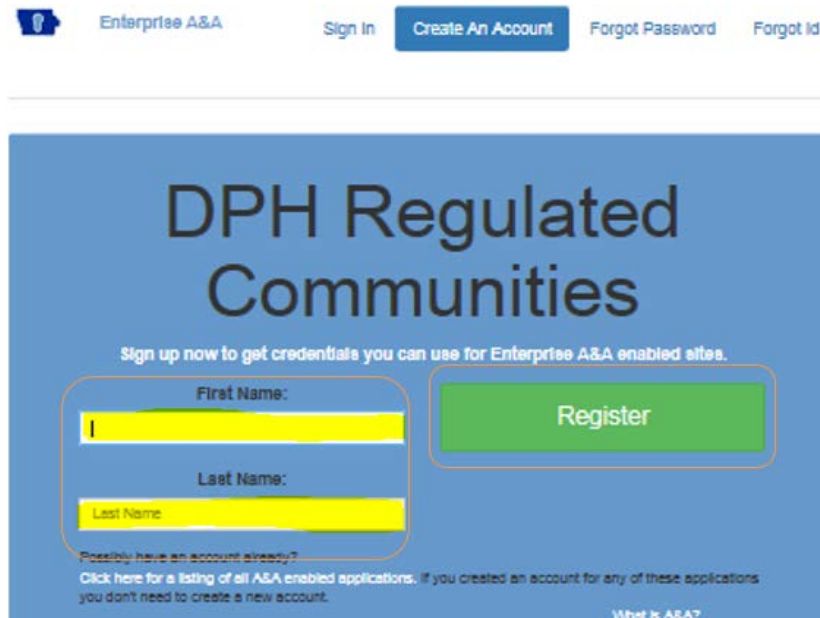 Enterprise A&A Sign In Create An Account Forgot Password Forgot Id
DPH Regulated
Communities
Sign up now to get credentials you can use for Enterprise A&A enabled sites.
First Name:
Register
Last Name:
Last Name
Possibly have an account already?
Click here for a listing of all A&A enabled applications. If you created an account for any of these applications
you don't need to create a new account.
What is A&A?